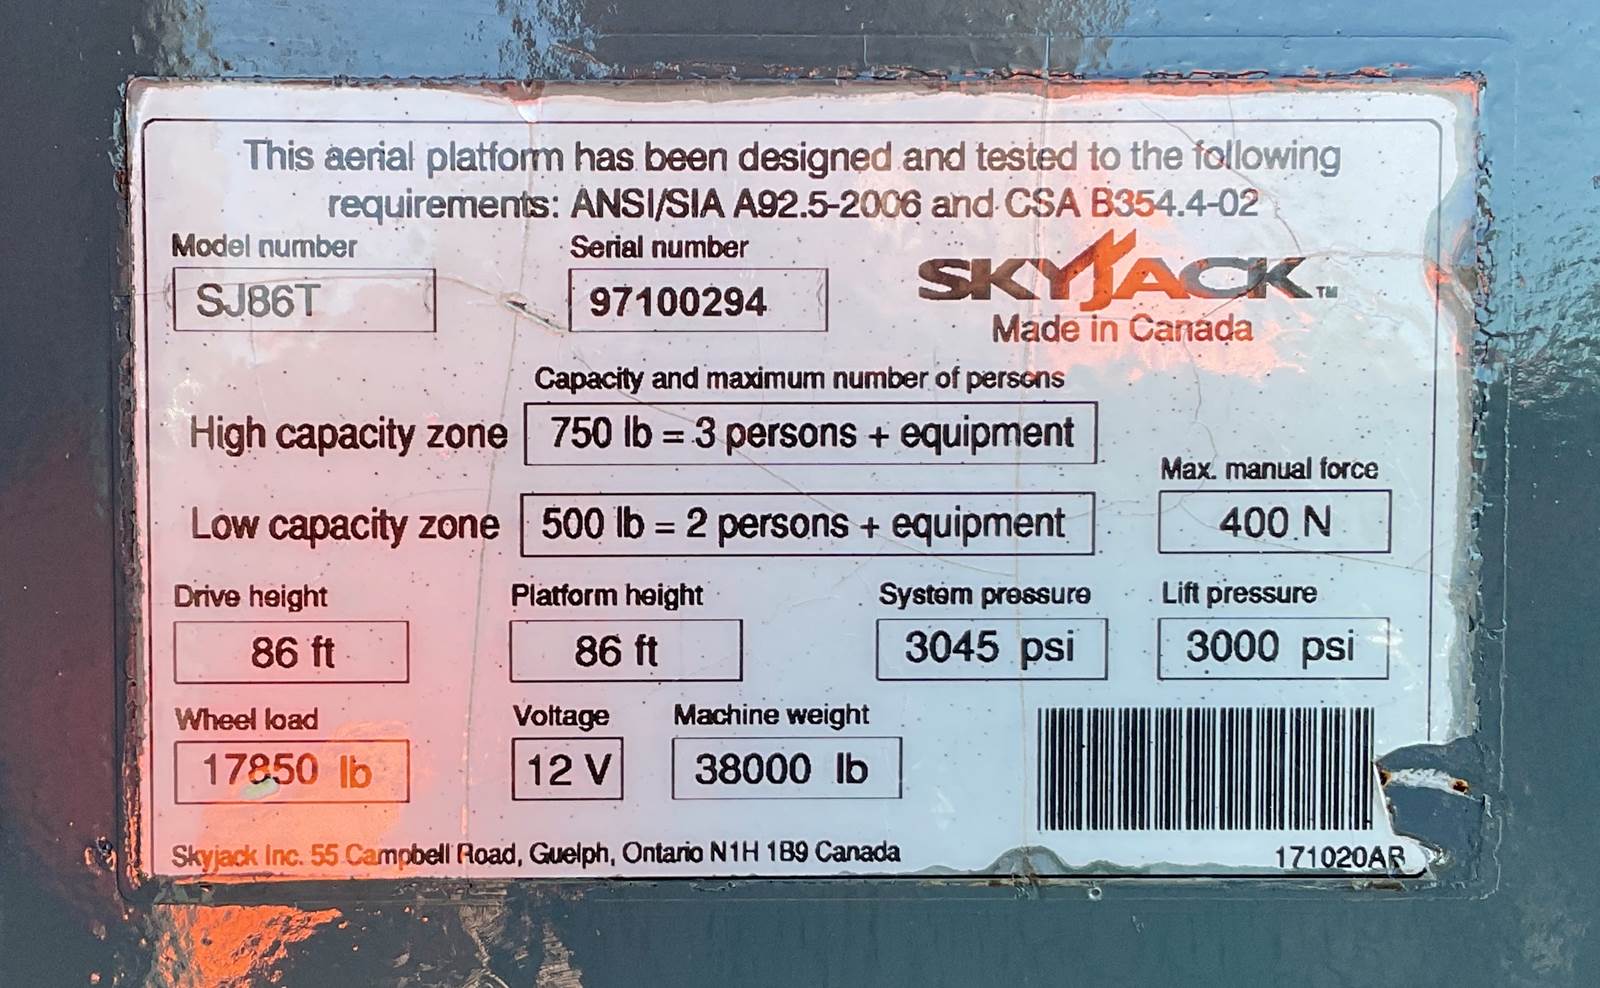 This aerial platform has been designed and tested to the following
requirements: ANSI/SIA A92.5-2006 and CSA B354.4-02
Model number Serial number
SJ86T 97100294 SKYJACK™
Made in Canada
Capacity and maximum number of persons
High capacity zone 750 lb = 3 persons + equipment
Max. manual force
Low capacity zone 500 lb = 2 persons + equipment 400 N
Drive height Platform height System pressure Lift pressure
86 ft 86 ft 3045 psi 3000 psi
Wheel load Voltage Machine weight
17850 lb 12 V 38000 lb
Skyjack Inc. 55 Campbell Road, Guelph, Ontario N1H 1B9 Canada 171020AB